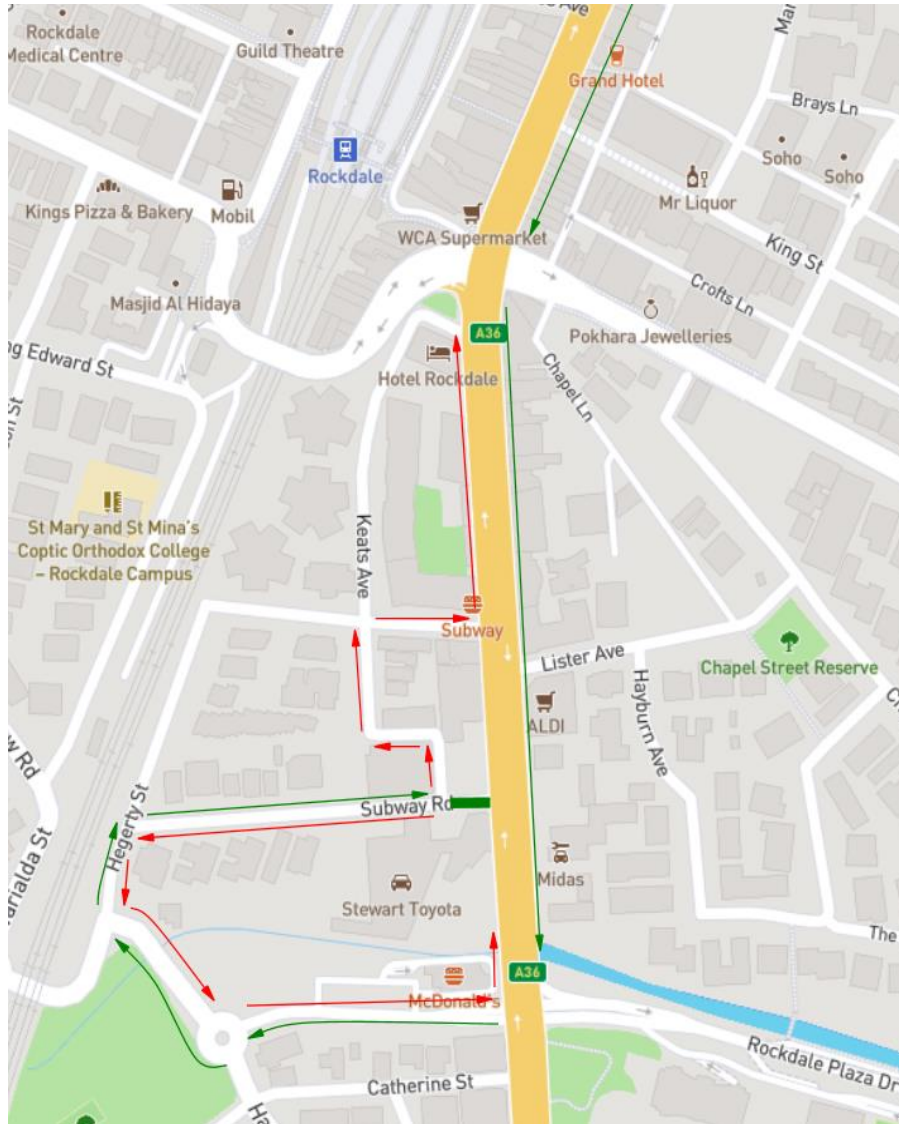 Rockdale
Medical Centre
Guild Theatre
Grand Hotel
Brays Ln
Soho
Soho
Rockdale
Kings Pizza & Bakery
Mobil
Mr Liquor
WCA Supermarket
King St
Crofts Ln
Masjid Al Hidaya
A36
Pokhara Jewelleries
Edward St
Hotel Rockdale
Chapel Ln
St Mary and St Mina's
Coptic Orthodox College
– Rockdale Campus
Keats Ave
Subway
Lister Ave
Chapel Street Reserve
Hayburn Ave
ALDI
Rd
Hegerty St
Subway Rd
St
Midas
Stewart Toyota
The
A36
McDonald's
Rockdale Plaza Dr
Catherine St